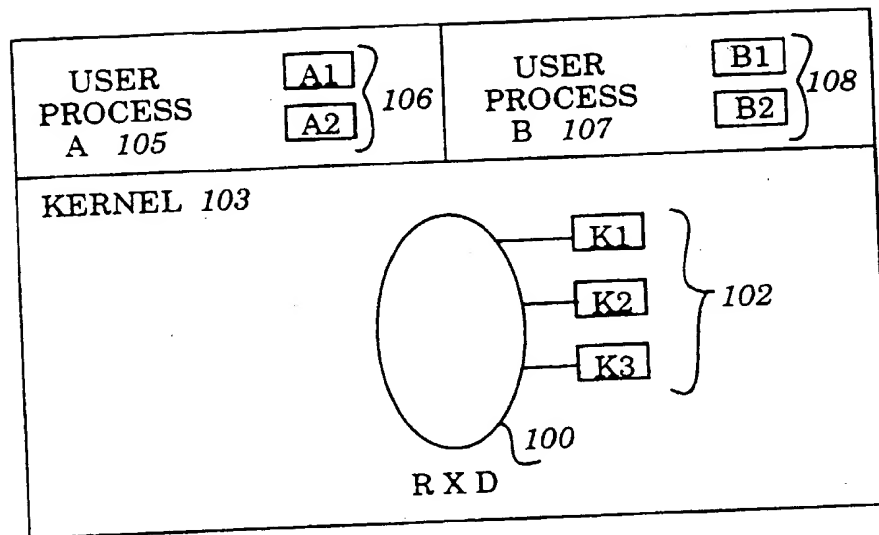 USER
PROCESS
A 105
A1
A2
106
USER
PROCESS
B 107
B1
B2
108
KERNEL 103
K1
K2
K3
102
100
R X D